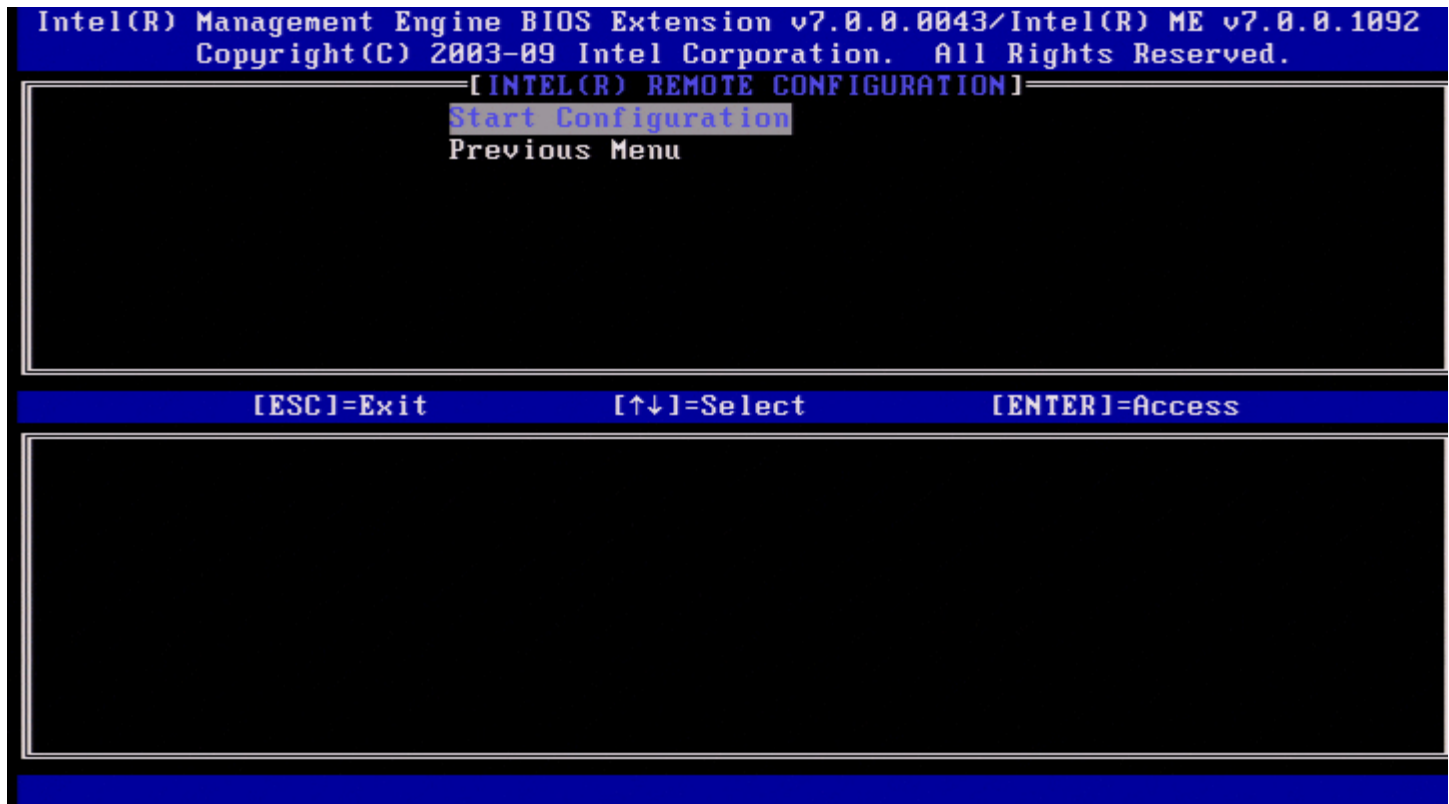 Intel(R) Management Engine BIOS Extension v7.0.0.0043/Intel(R) ME v7.0.0.1092
Copyright(C) 2003-09 Intel Corporation. All Rights Reserved.
[INTEL(R) REMOTE CONFIGURATION]
Start Configuration
Previous Menu
[ESC]=Exit [↑↓]=Select [ENTER]=Access